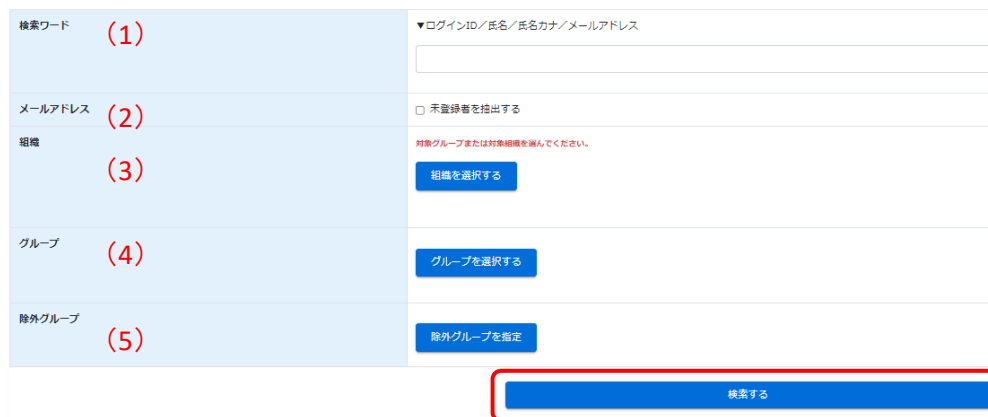 検索ワード
(1)
▼ログインID／氏名／氏名カナ／メールアドレス
メールアドレス
(2)
未登録者を抽出する
組織
(3)
対象グループまたは対象組織を選んでください。
組織を選択する
グループ
(4)
グループを選択する
除外グループ
(5)
除外グループを指定
検索する